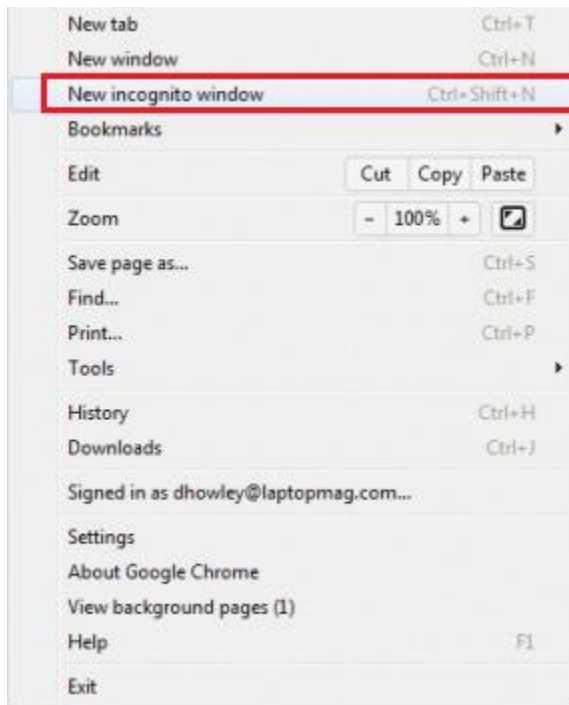 New tab Ctrl+T
New window Ctrl+N
New incognito window Ctrl+Shift+N
Bookmarks
Edit Cut Copy Paste
Zoom - 100% +
Save page as... Ctrl+S
Find... Ctrl+F
Print... Ctrl+P
Tools
History Ctrl+H
Downloads Ctrl+J
Signed in as dhowley@laptopmag.com...
Settings
About Google Chrome
View background pages (1)
Help F1
Exit